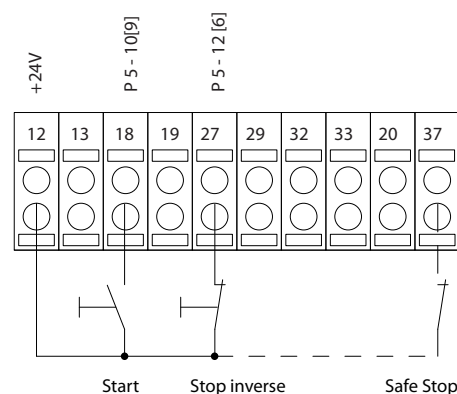 +24V
P 5 - 10[9]
P 5 - 12 [6]
12 13 18 19 27 29 32 33 20 37
Start Stop inverse Safe Stop